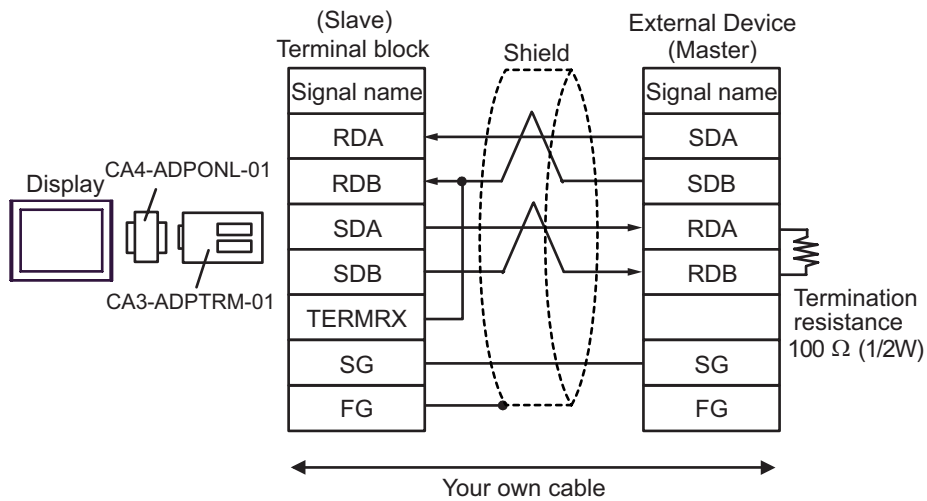 (Slave)
Terminal block
Shield
External Device
(Master)
Display
CA4-ADPONL-01
CA3-ADPTRM-01
Signal name
RDA
RDB
SDA
SDB
TERMRX
SG
FG
Signal name
SDA
SDB
RDA
RDB
SG
FG
Termination
resistance
100 Ω (1/2W)
Your own cable